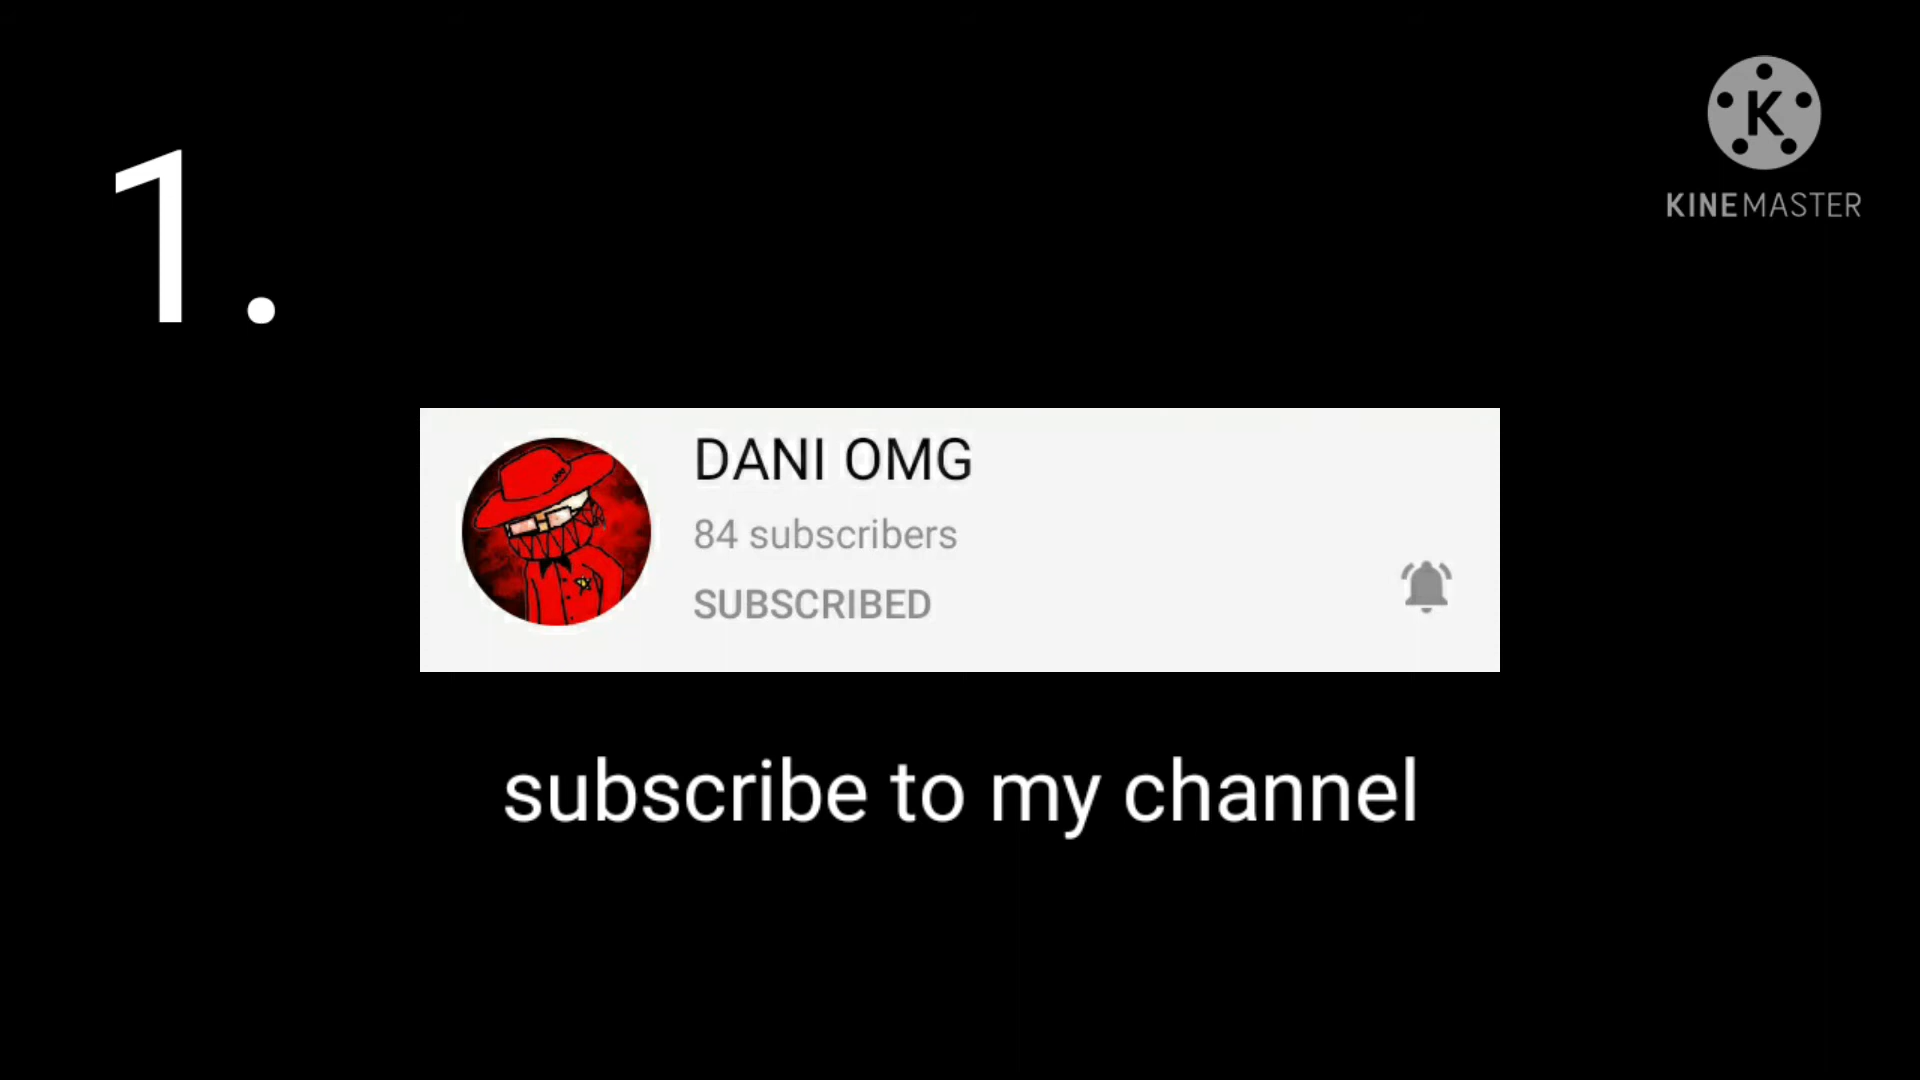 1.
K
KINEMASTER
DANI OMG
84 subscribers
SUBSCRIBED
subscribe to my channel